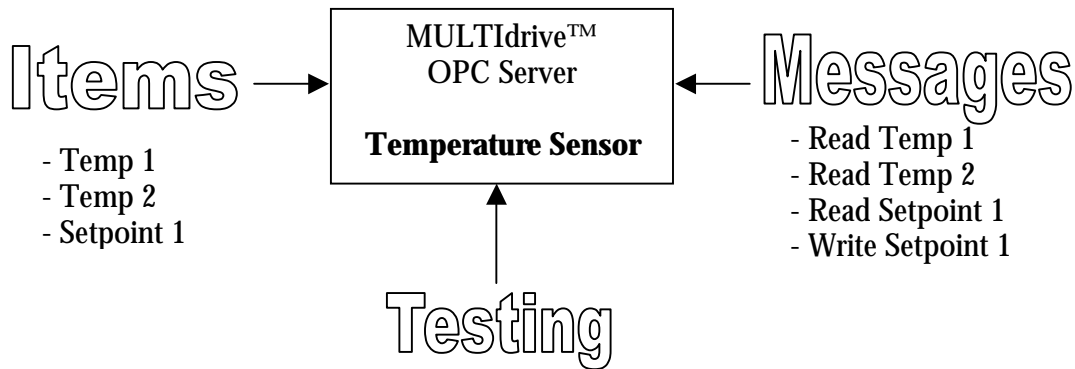 MULTIdrive™
OPC Server
Temperature Sensor
Items
- Temp 1
- Temp 2
- Setpoint 1
Messages
- Read Temp 1
- Read Temp 2
- Read Setpoint 1
- Write Setpoint 1
Testing